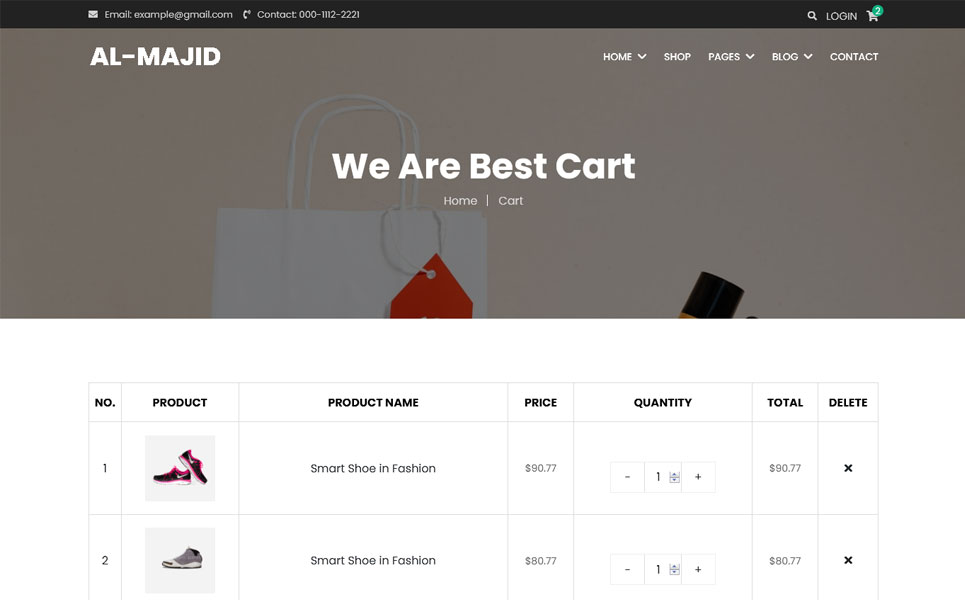 Email: example@gmail.com Contact: 000-1112-2221 LOGIN 2
AL-MAJID HOME SHOP PAGES BLOG CONTACT
We Are Best Cart
Home | Cart
NO. PRODUCT PRODUCT NAME PRICE QUANTITY TOTAL DELETE
1 Smart Shoe in Fashion $90.77 - 1 + $90.77
2 Smart Shoe in Fashion $80.77 - 1 + $80.77